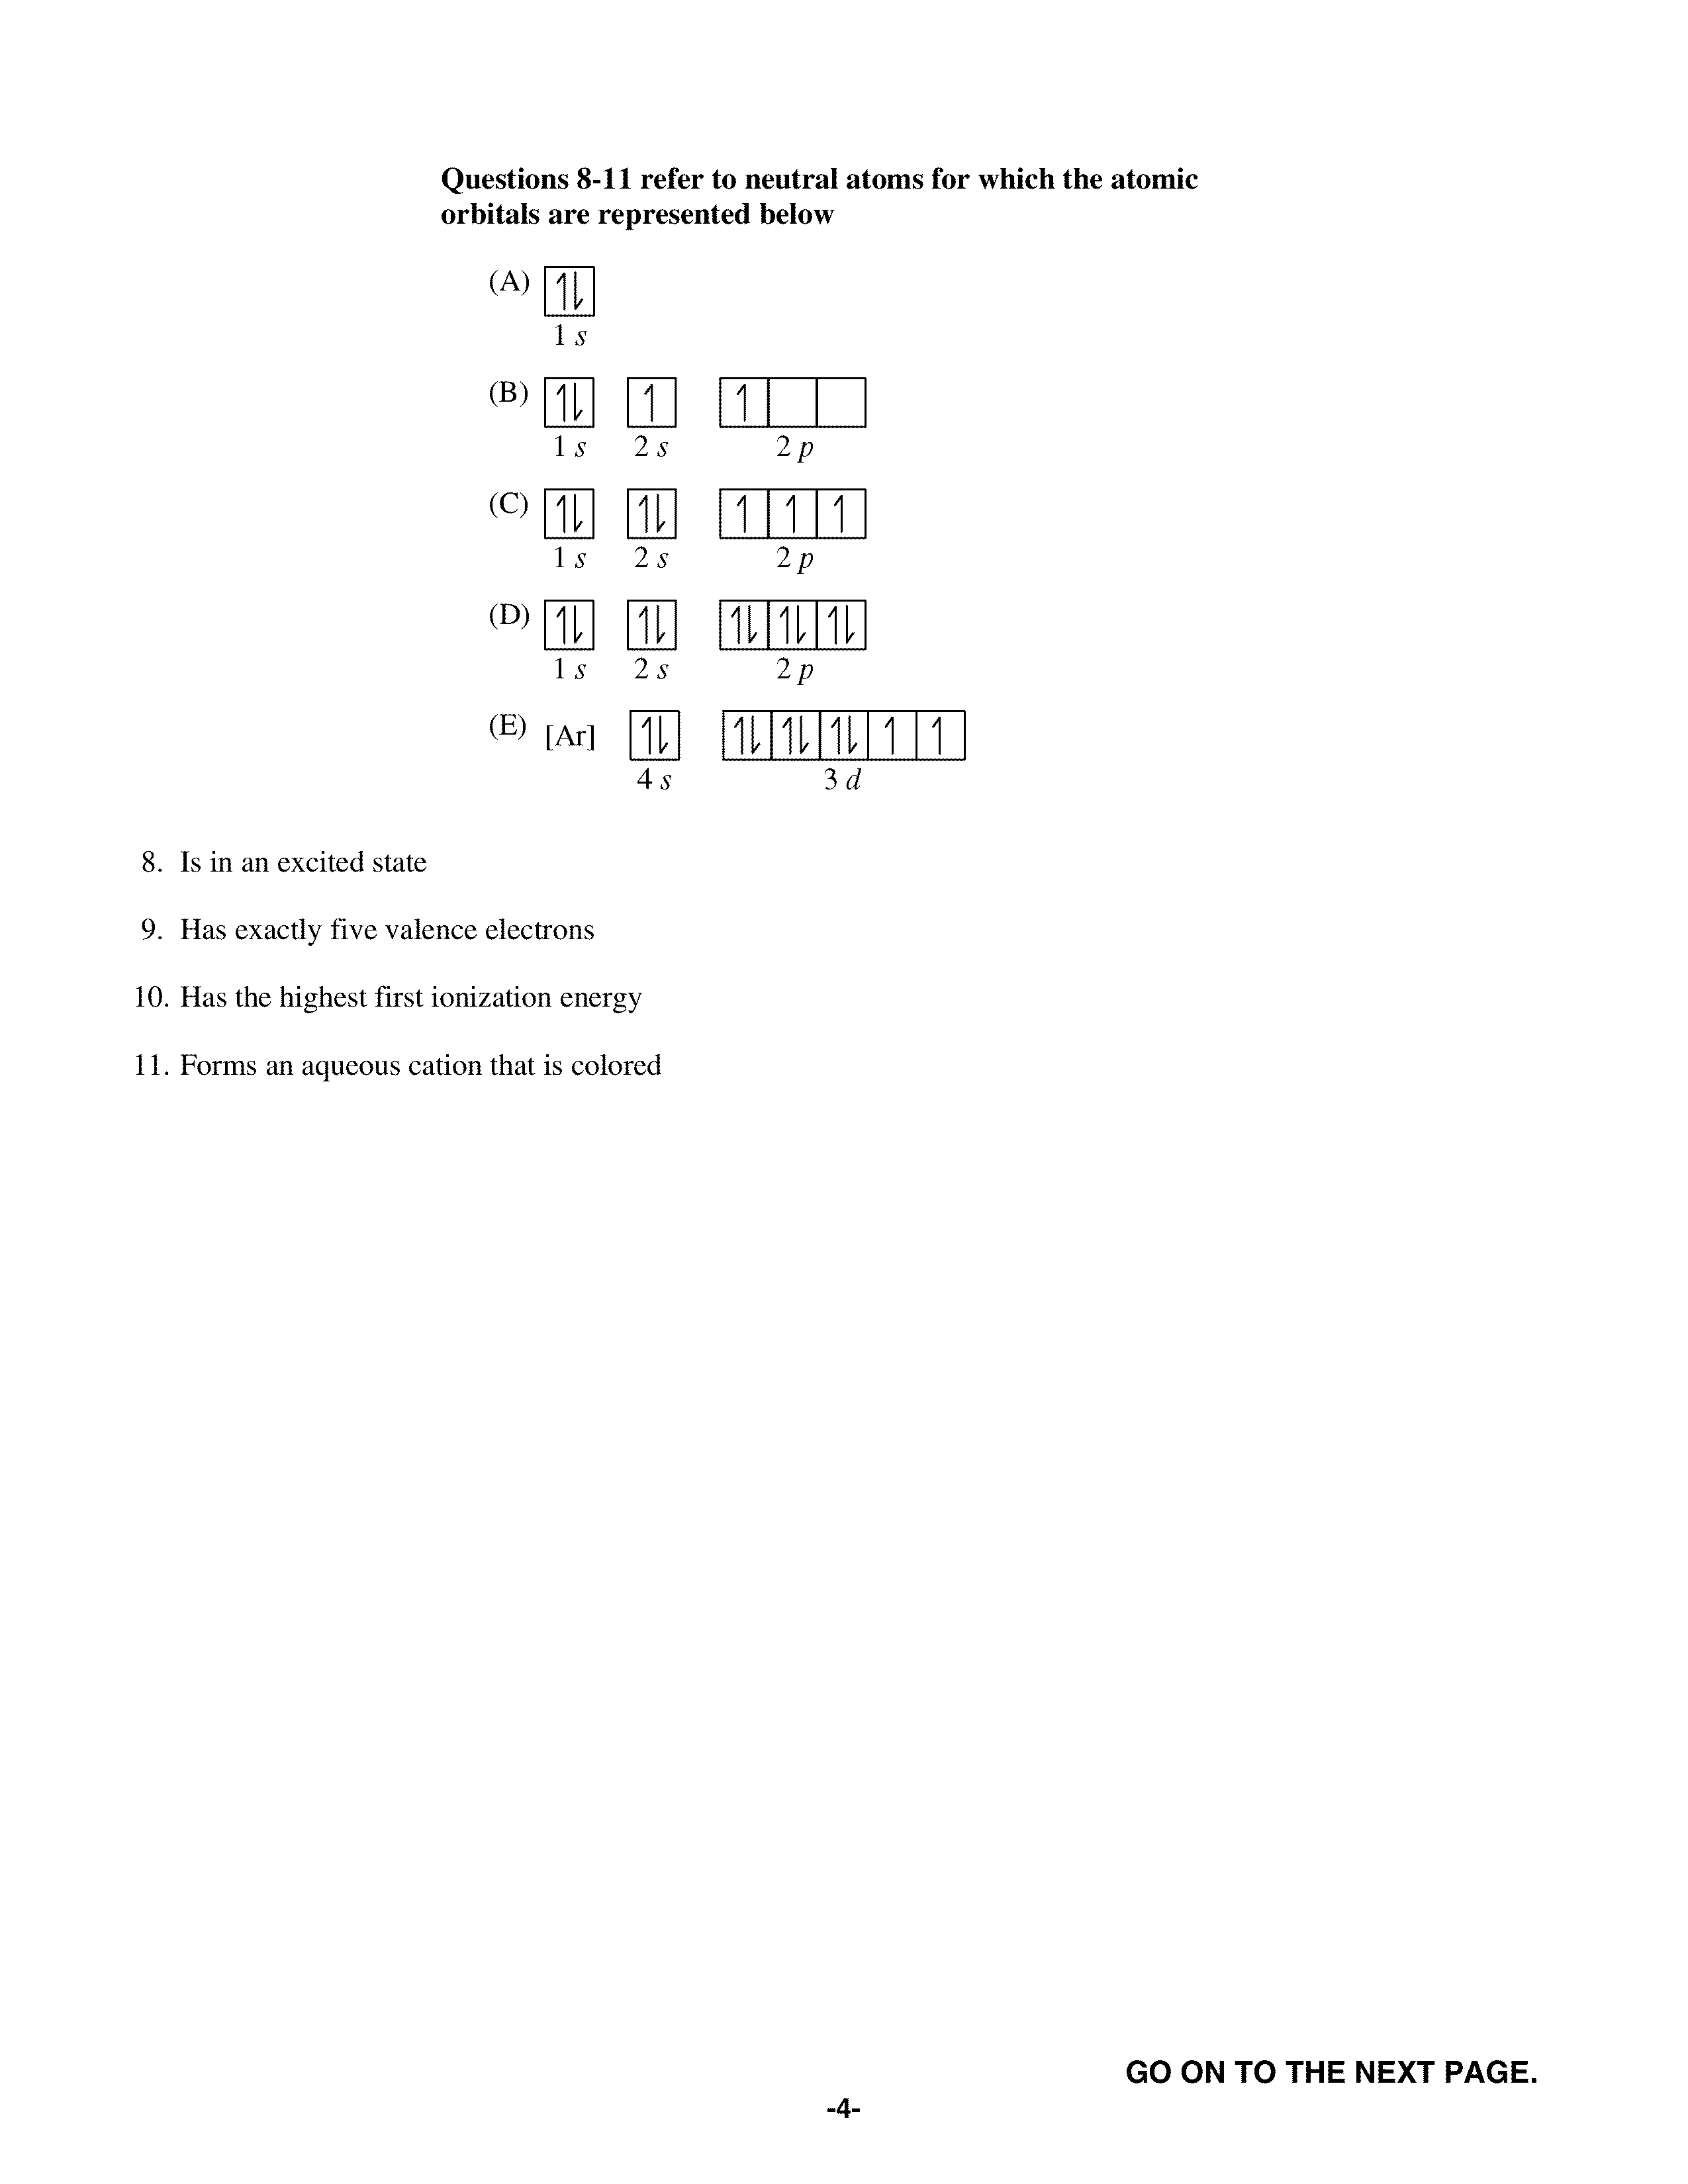 Questions 8-11 refer to neutral atoms for which the atomic
orbitals are represented below
(A) ↿⇂
1 s
(B) ↿⇂ ↿ ↿
1 s 2 s 2 p
(C) ↿⇂ ↿⇂ ↿ ↿ ↿
1 s 2 s 2 p
(D) ↿⇂ ↿⇂ ↿⇂ ↿⇂ ↿⇂
1 s 2 s 2 p
(E) [Ar] ↿⇂ ↿⇂ ↿⇂ ↿⇂ ↿ ↿
4 s 3 d
8. Is in an excited state
9. Has exactly five valence electrons
10. Has the highest first ionization energy
11. Forms an aqueous cation that is colored
GO ON TO THE NEXT PAGE.
-4-